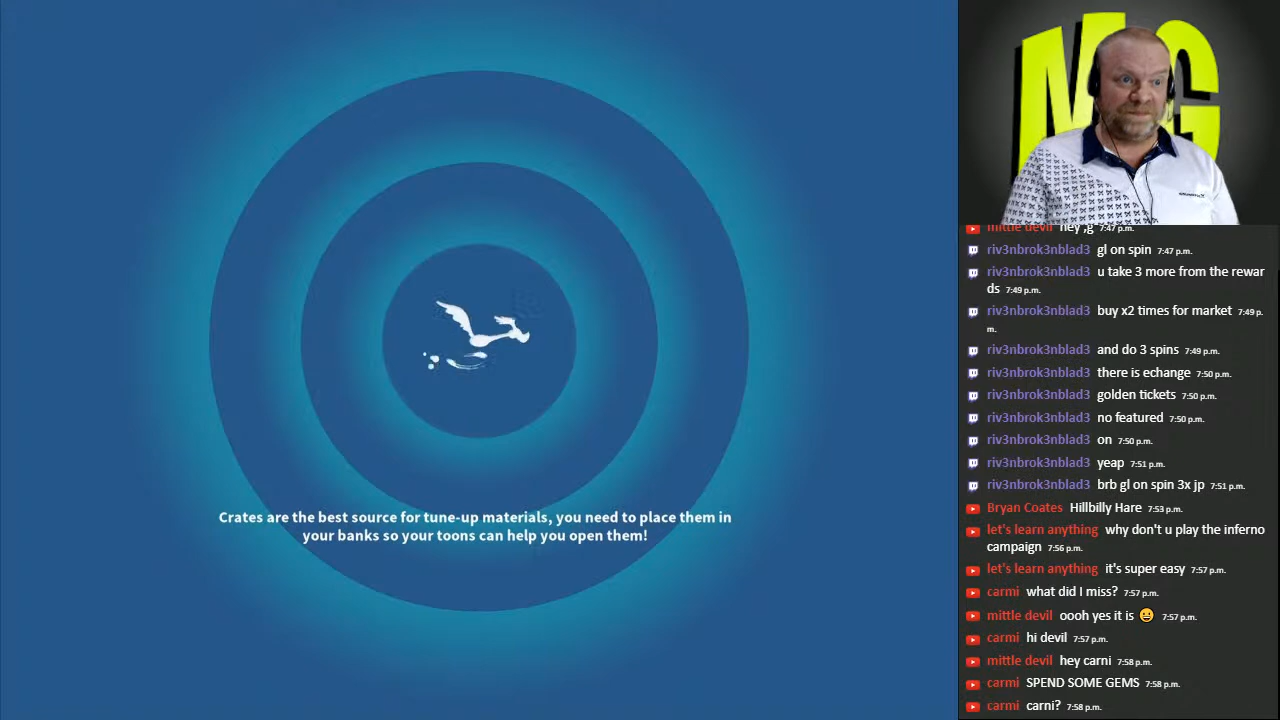 MG
mittle devil hey ,g 7:47 p.m.
riv3nbrok3nblad3 gl on spin 7:47 p.m.
riv3nbrok3nblad3 u take 3 more from the rewar
ds 7:49 p.m.
riv3nbrok3nblad3 buy x2 times for market 7:49 p.
m.
riv3nbrok3nblad3 and do 3 spins 7:49 p.m.
riv3nbrok3nblad3 there is echange 7:50 p.m.
riv3nbrok3nblad3 golden tickets 7:50 p.m.
riv3nbrok3nblad3 no featured 7:50 p.m.
riv3nbrok3nblad3 on 7:50 p.m.
riv3nbrok3nblad3 yeap 7:51 p.m.
riv3nbrok3nblad3 brb gl on spin 3x jp 7:51 p.m.
Bryan Coates Hillbilly Hare 7:53 p.m.
let's learn anything why don't u play the inferno
campaign 7:56 p.m.
let's learn anything it's super easy 7:57 p.m.
carmi what did I miss? 7:57 p.m.
mittle devil oooh yes it is 😀 7:57 p.m.
carmi hi devil 7:57 p.m.
mittle devil hey carni 7:58 p.m.
carmi SPEND SOME GEMS 7:58 p.m.
carmi carni? 7:58 p.m.
Crates are the best source for tune-up materials, you need to place them in
your banks so your toons can help you open them!